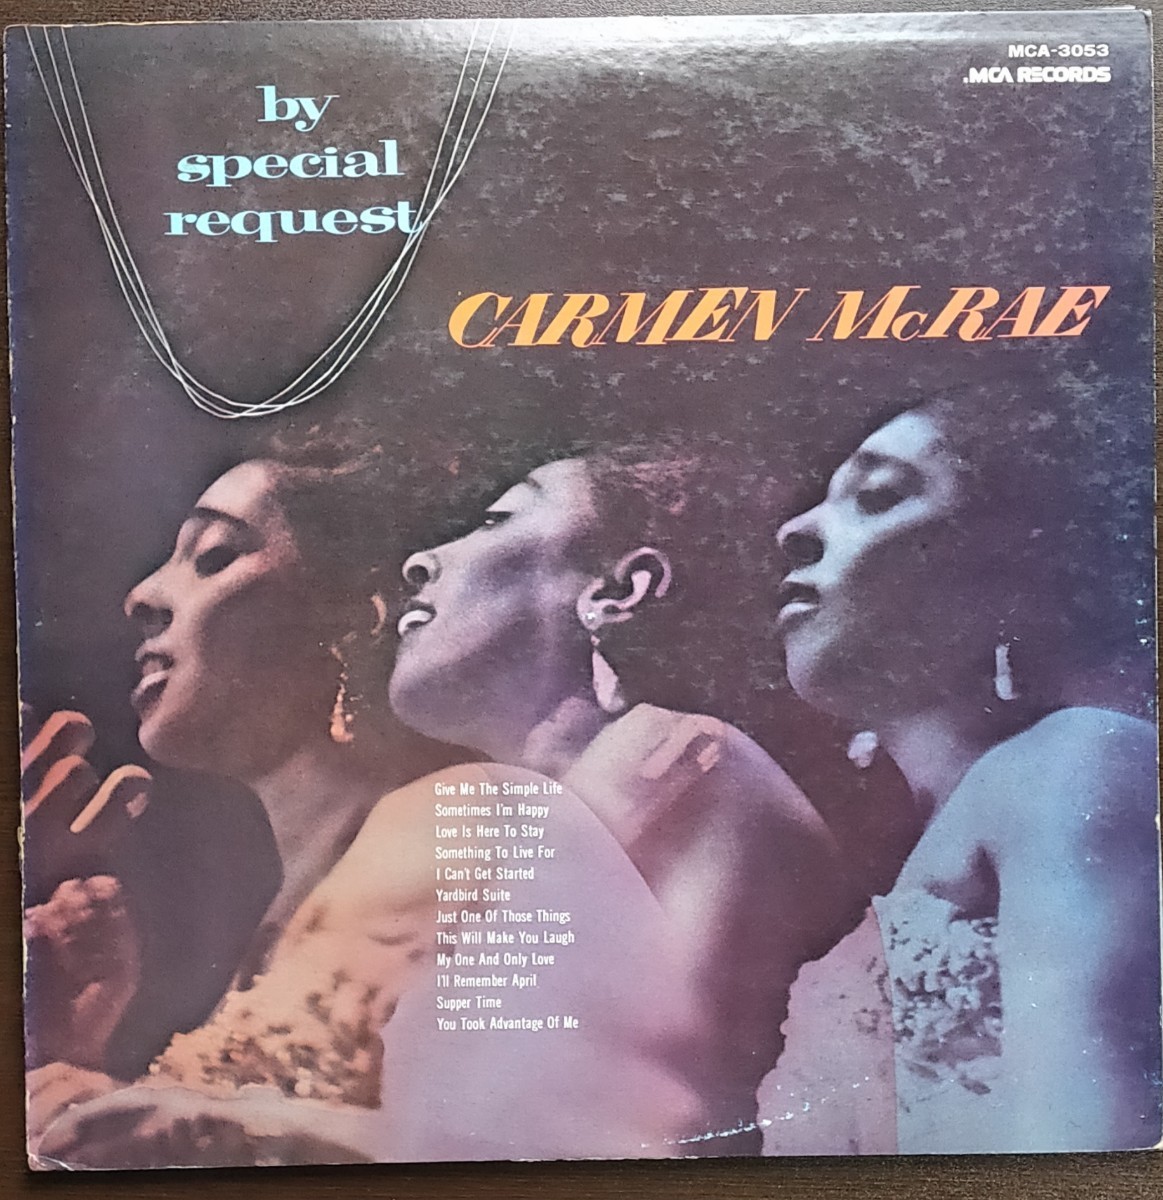 MCA-3053
.MCA RECORDS
by
special
request
CARMEN McRAE
Give Me The Simple Life
Sometimes I'm Happy
Love Is Here To Stay
Something To Live For
I Can't Get Started
Yardbird Suite
Just One Of Those Things
This Will Make You Laugh
My One And Only Love
I'll Remember April
Supper Time
You Took Advantage Of Me